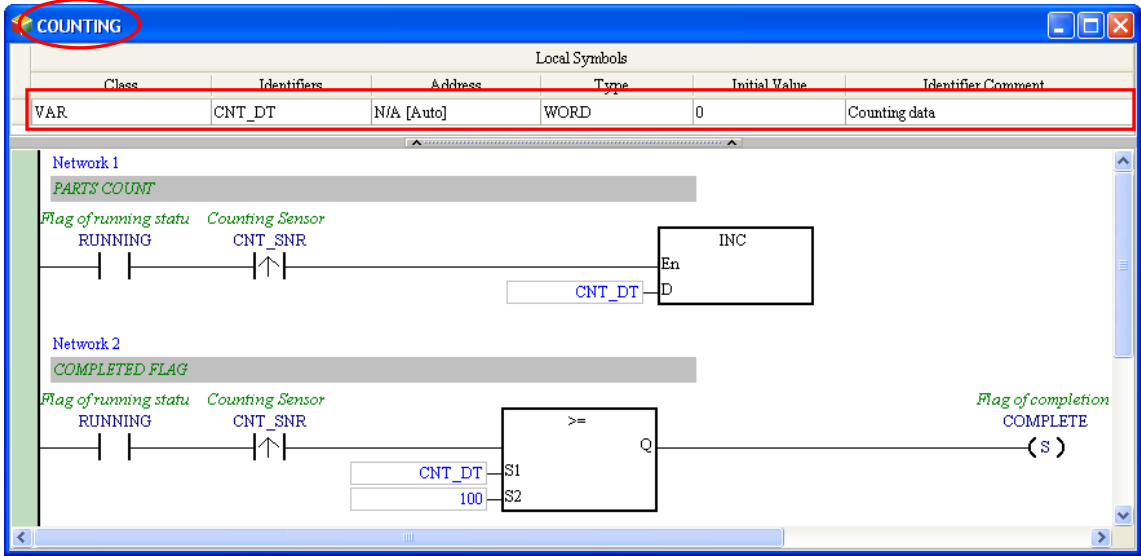 COUNTING
Local Symbols
Class Identifiers Address Type Initial Value Identifier Comment
VAR CNT_DT N/A [Auto] WORD 0 Counting data
Network 1
PARTS COUNT
Flag of running statu Counting Sensor
RUNNING CNT_SNR INC
En
CNT_DT D
Network 2
COMPLETED FLAG
Flag of running statu Counting Sensor Flag of completion
RUNNING CNT_SNR >= COMPLETE
Q S
CNT_DT S1
100 S2